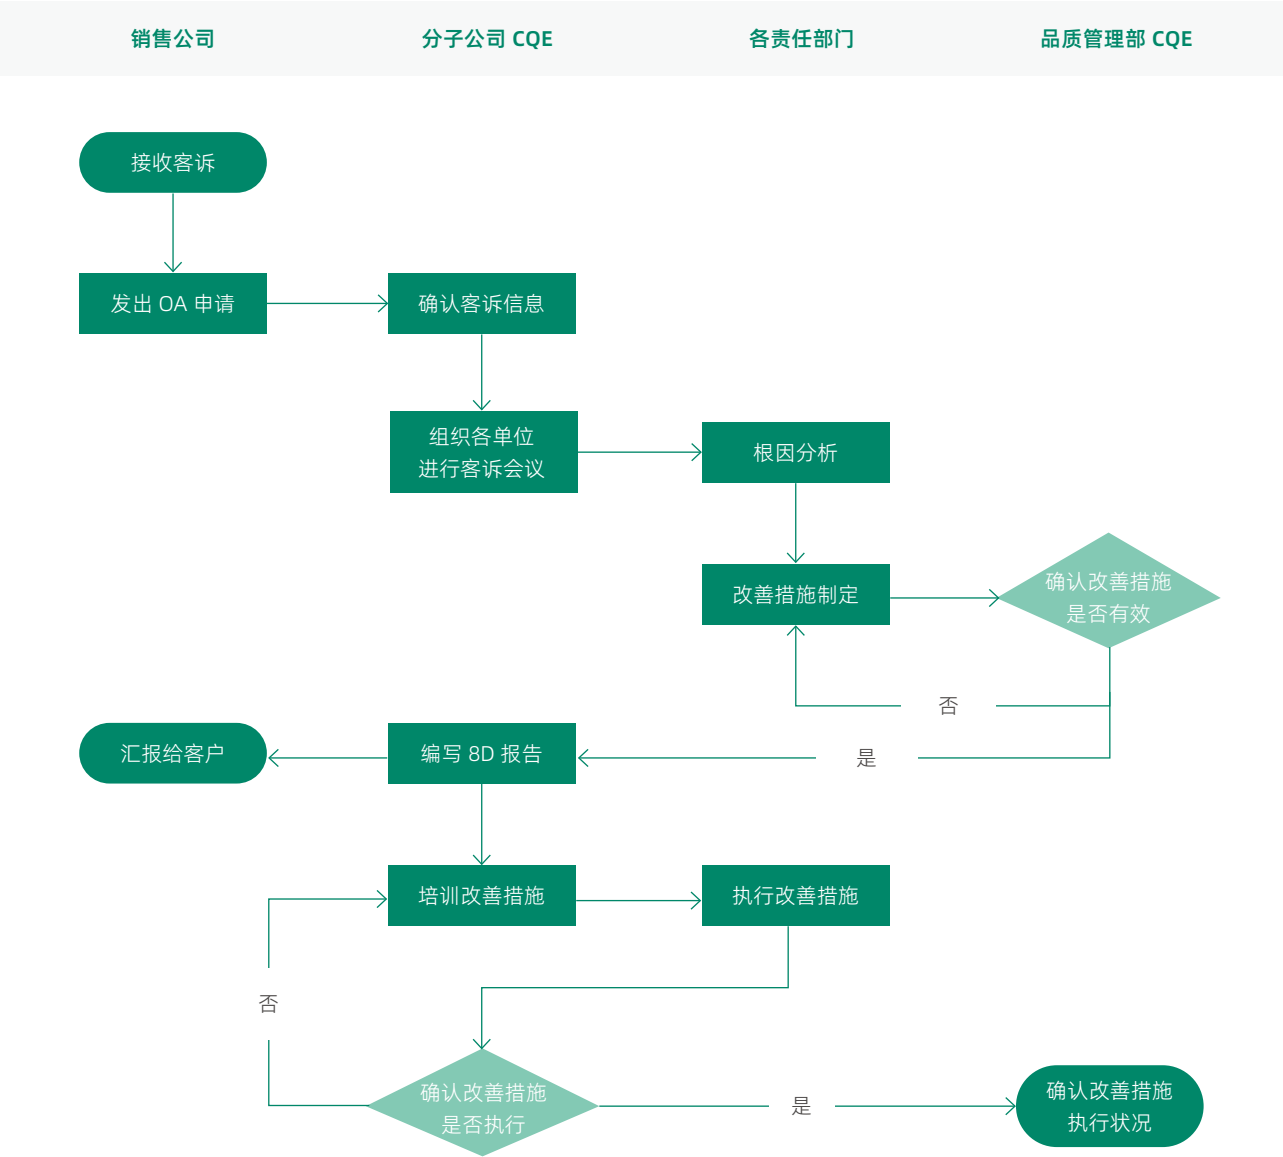 销售公司
分子公司 CQE
各责任部门
品质管理部 CQE
接收客诉
发出 OA 申请
确认客诉信息
组织各单位
进行客诉会议
根因分析
改善措施制定
确认改善措施
是否有效
否
是
汇报给客户
编写 8D 报告
培训改善措施
执行改善措施
否
确认改善措施
是否执行
是
确认改善措施
执行状况